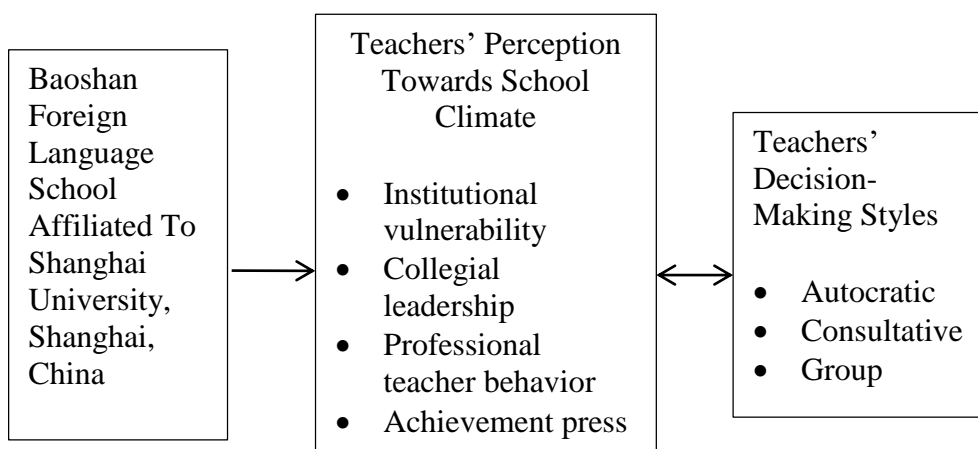 Baoshan
Foreign
Language
School
Affiliated To
Shanghai
University,
Shanghai,
China
Teachers’ Perception
Towards School
Climate
• Institutional
vulnerability
• Collegial
leadership
• Professional
teacher behavior
• Achievement press
Teachers’
Decision-
Making Styles
• Autocratic
• Consultative
• Group